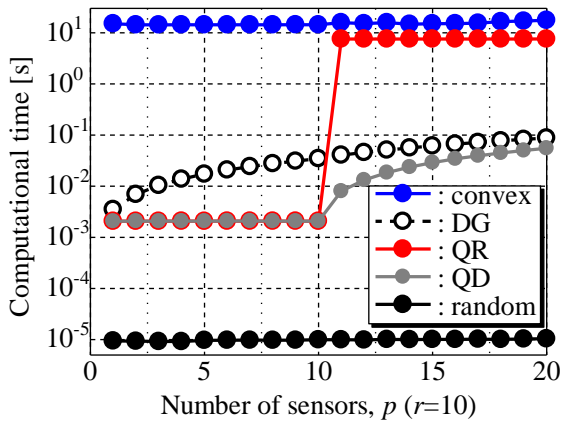 Computational time [s]
10^1
10^0
10^-1
10^-2
10^-3
10^-4
10^-5
: convex
: DG
: QR
: QD
: random
0 5 10 15 20
Number of sensors, p (r=10)